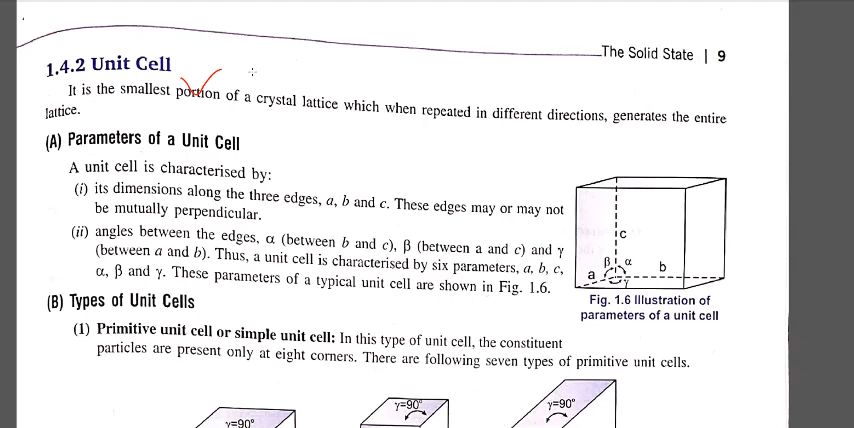 The Solid State | 9
1.4.2 Unit Cell
It is the smallest portion of a crystal lattice which when repeated in different directions, generates the entire
lattice.
(A) Parameters of a Unit Cell
A unit cell is characterised by:
(i) its dimensions along the three edges, a, b and c. These edges may or may not
be mutually perpendicular.
(ii) angles between the edges, α (between b and c), β (between a and c) and γ
(between a and b). Thus, a unit cell is characterised by six parameters, a, b, c,
α, β and γ. These parameters of a typical unit cell are shown in Fig. 1.6.
c
β α
a b
γ
Fig. 1.6 Illustration of
parameters of a unit cell
(B) Types of Unit Cells
(1) Primitive unit cell or simple unit cell: In this type of unit cell, the constituent
particles are present only at eight corners. There are following seven types of primitive unit cells.
γ=90° γ=90° γ=90°